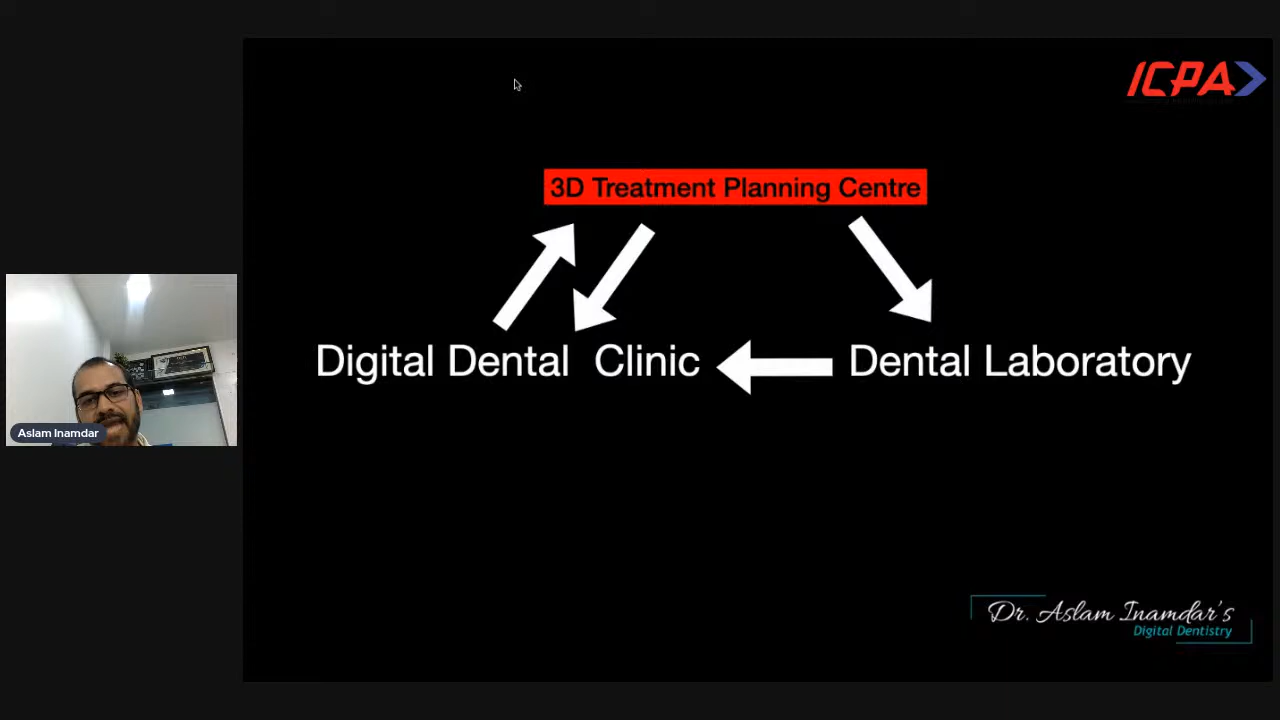 ICPA
3D Treatment Planning Centre
Digital Dental Clinic
Dental Laboratory
Aslam Inamdar
Dr. Aslam Inamdar's
Digital Dentistry